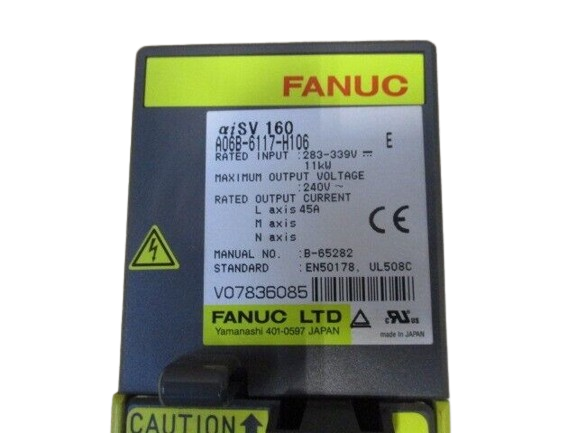 FANUC
αiSV 160
A06B-6117-H106 E
RATED INPUT :283-339V ⎓
11kW
MAXIMUM OUTPUT VOLTAGE
:240V ~
RATED OUTPUT CURRENT
L axis 45A
M axis
N axis
CE
MANUAL NO. :B-65282
STANDARD :EN50178, UL508C
V07836085
FANUC LTD
Yamanashi 401-0597 JAPAN
c RU us
made in JAPAN
CAUTION